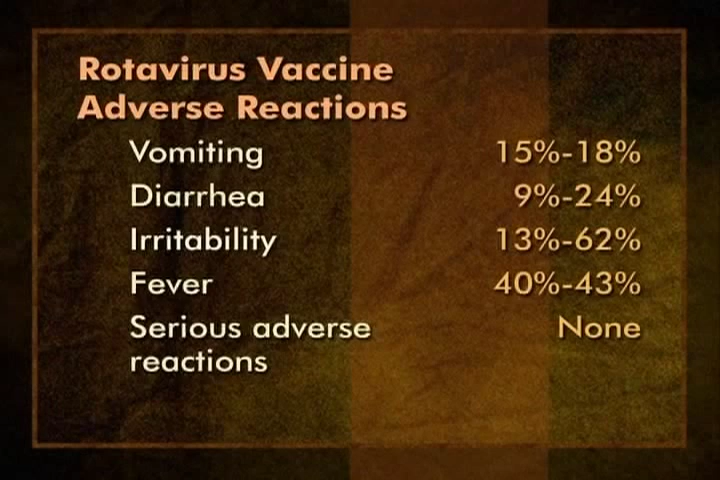 Rotavirus Vaccine
Adverse Reactions
Vomiting 15%-18%
Diarrhea 9%-24%
Irritability 13%-62%
Fever 40%-43%
Serious adverse None
reactions